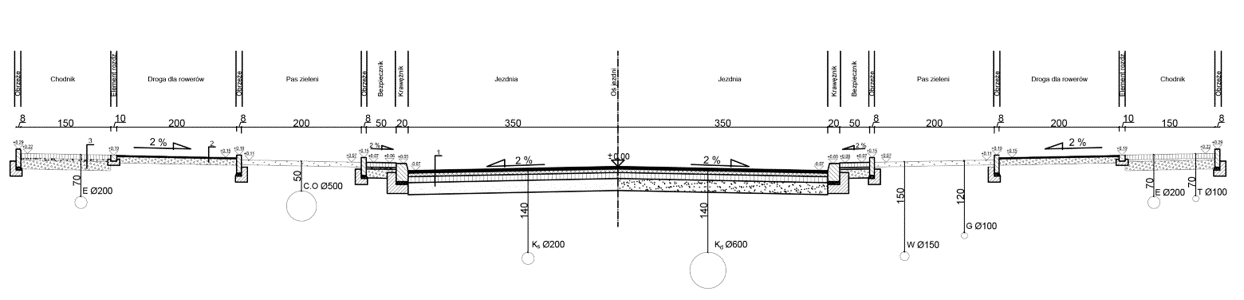 Obrzeże
Chodnik
Element rozdz.
Droga dla rowerów
Obrzeże
Pas zieleni
Obrzeże
Bezpiecznik
Krawężnik
Jezdnia
Oś jezdni
Jezdnia
Krawężnik
Bezpiecznik
Obrzeże
Pas zieleni
Obrzeże
Droga dla rowerów
Element rozdz.
Chodnik
Obrzeże
8 150 10 200 8 200 8 50 20 350 350 20 50 8 200 8 200 10 150 8
3 2 % 2 2 % 1 2 % ±0,00 2 % 2 % 2 %
70
E Ø200
50
C.O Ø500
140
Ks Ø200
140
Kd Ø600
150
W Ø150
120
G Ø100
70
E Ø200
70
T Ø100